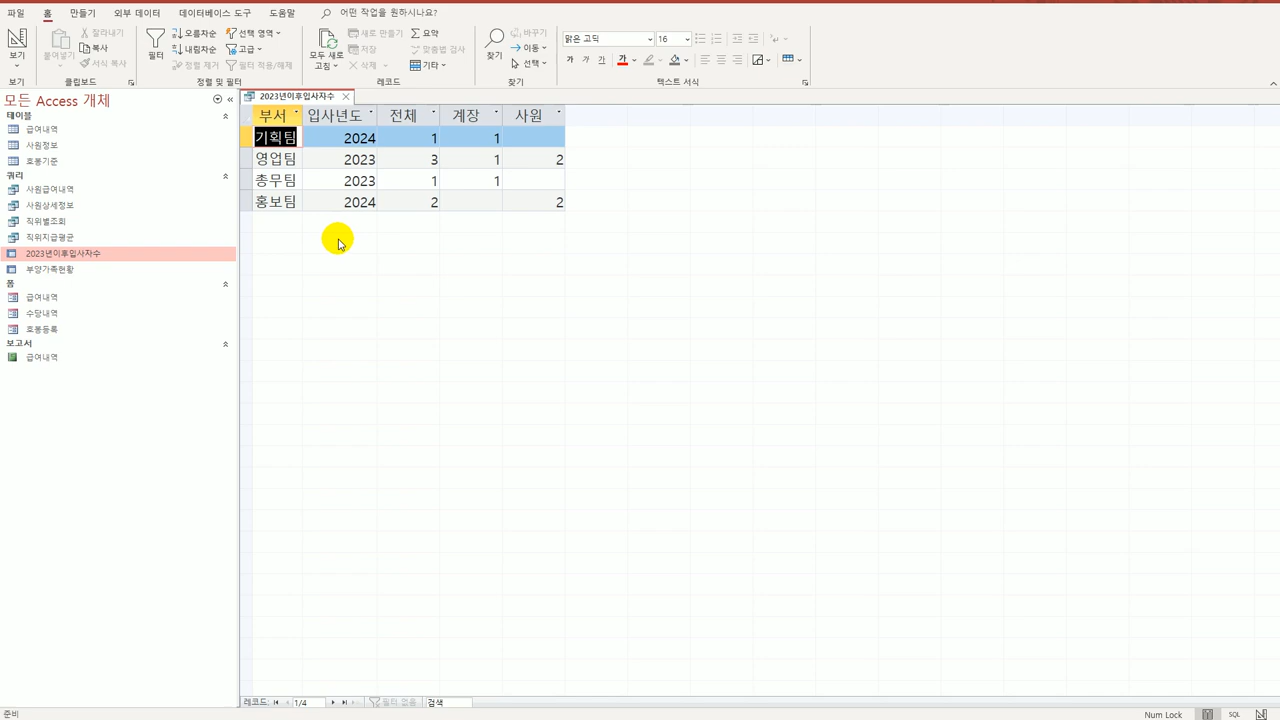 파일 홈 만들기 외부 데이터 데이터베이스 도구 도움말 어떤 작업을 원하시나요?
보기
보기
붙여넣기
잘라내기
복사
서식 복사
클립보드
필터
오름차순
내림차순
정렬 제거
선택 영역
고급
필터 적용/해제
정렬 및 필터
모두 새로 고침
새로 만들기
저장
삭제
요약
맞춤법 검사
기타
레코드
찾기
바꾸기
이동
선택
찾기
맑은 고딕 16
가 가 가 가
텍스트 서식
모든 Access 개체
테이블
급여내역
사원정보
호봉기준
쿼리
사원급여내역
사원상세정보
직위별조회
직위지급평균
2023년이후입사자수
부양가족현황
폼
급여내역
수당내역
호봉등록
보고서
급여내역
2023년이후입사자수
부서 입사년도 전체 계장 사원
기획팀 2024 1 1
영업팀 2023 3 1 2
총무팀 2023 1 1
홍보팀 2024 2 2
레코드: 1/4 필터 없음 검색
준비 Num Lock SQL